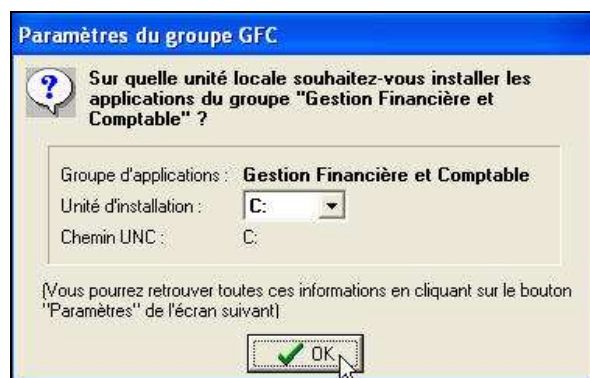 Paramètres du groupe GFC
Sur quelle unité locale souhaitez-vous installer les
applications du groupe "Gestion Financière et
Comptable" ?
Groupe d'applications : Gestion Financière et Comptable
Unité d'installation : C:
Chemin UNC : C:
(Vous pourrez retrouver toutes ces informations en cliquant sur le bouton
"Paramètres" de l'écran suivant)
OK